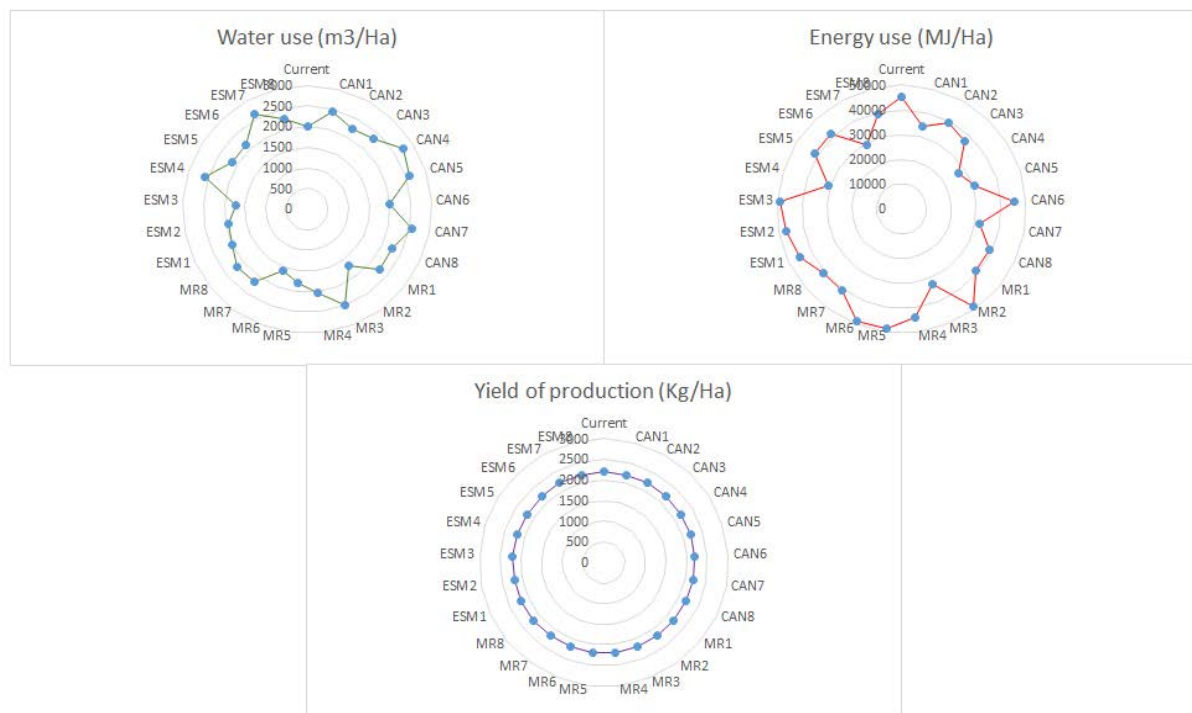 Water use (m3/Ha)
Current
CAN1
CAN2
CAN3
CAN4
CAN5
CAN6
CAN7
CAN8
MR1
MR2
MR3
MR4
MR5
MR6
MR7
MR8
ESM1
ESM2
ESM3
ESM4
ESM5
ESM6
ESM7
ESM8
3000
2500
2000
1500
1000
500
0
Energy use (MJ/Ha)
Current
CAN1
CAN2
CAN3
CAN4
CAN5
CAN6
CAN7
CAN8
MR1
MR2
MR3
MR4
MR5
MR6
MR7
MR8
ESM1
ESM2
ESM3
ESM4
ESM5
ESM6
ESM7
ESM8
50000
40000
30000
20000
10000
0
Yield of production (Kg/Ha)
Current
CAN1
CAN2
CAN3
CAN4
CAN5
CAN6
CAN7
CAN8
MR1
MR2
MR3
MR4
MR5
MR6
MR7
MR8
ESM1
ESM2
ESM3
ESM4
ESM5
ESM6
ESM7
ESM8
3000
2500
2000
1500
1000
500
0